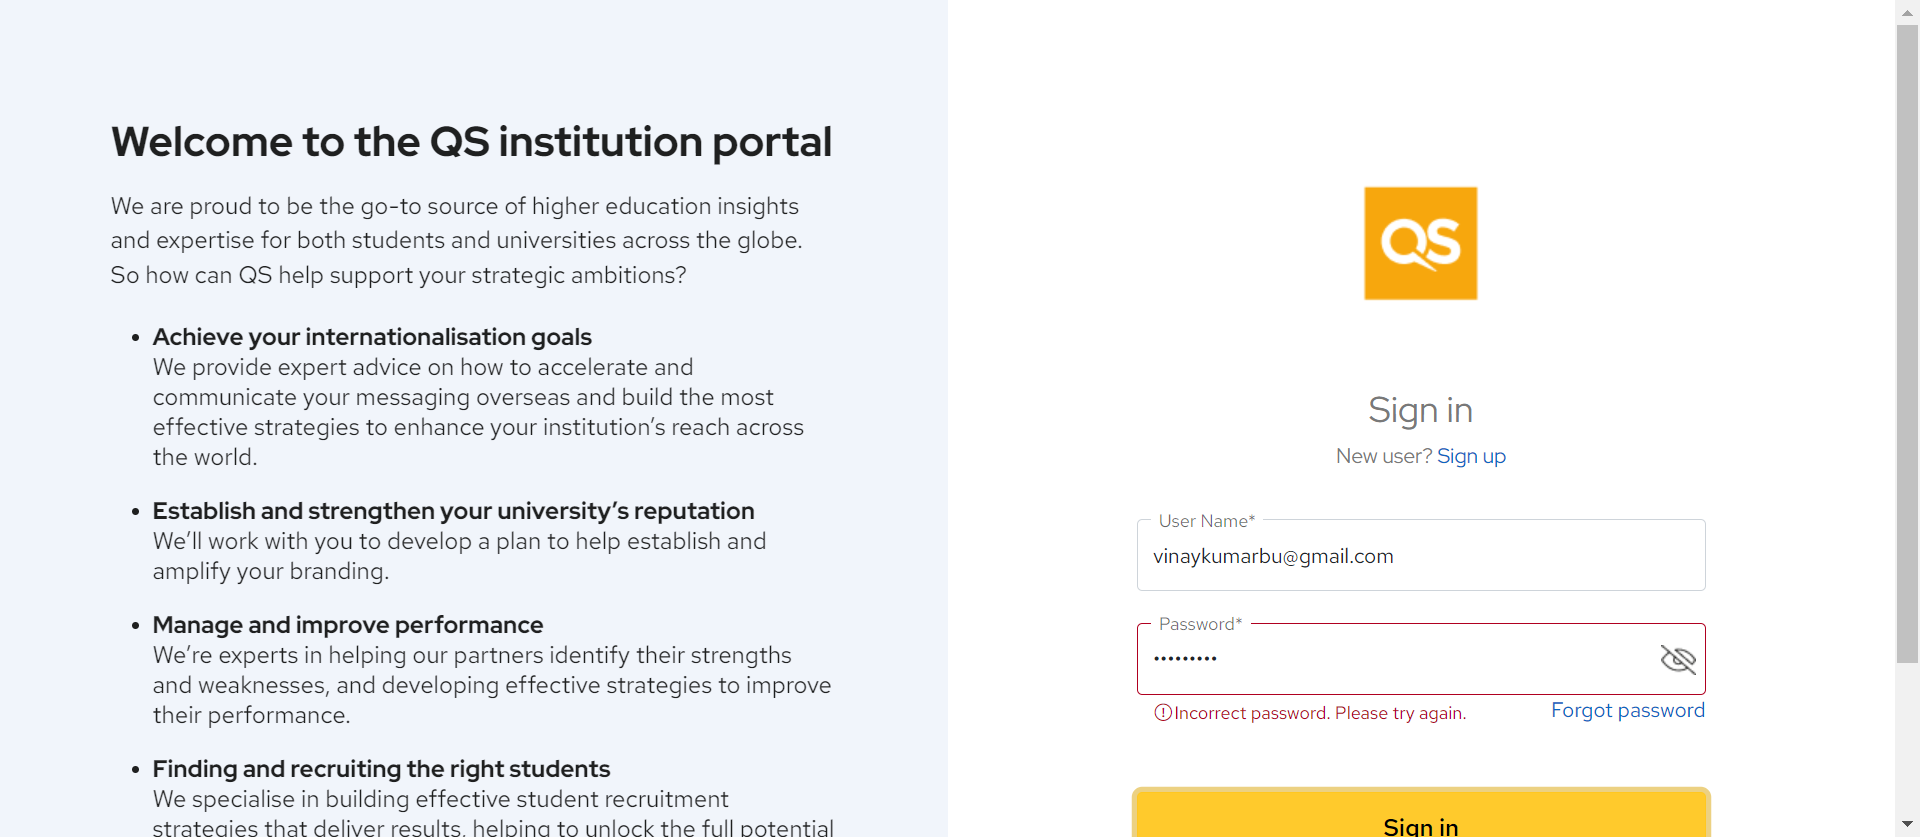 Welcome to the QS institution portal
We are proud to be the go-to source of higher education insights
and expertise for both students and universities across the globe.
So how can QS help support your strategic ambitions?
• Achieve your internationalisation goals
We provide expert advice on how to accelerate and
communicate your messaging overseas and build the most
effective strategies to enhance your institution's reach across
the world.
• Establish and strengthen your university's reputation
We'll work with you to develop a plan to help establish and
amplify your branding.
• Manage and improve performance
We're experts in helping our partners identify their strengths
and weaknesses, and developing effective strategies to improve
their performance.
• Finding and recruiting the right students
We specialise in building effective student recruitment
strategies that deliver results, helping to unlock the full potential
QS
Sign in
New user? Sign up
User Name*
vinaykumarbu@gmail.com
Password*
•••••••••
Incorrect password. Please try again.
Forgot password
Sign in